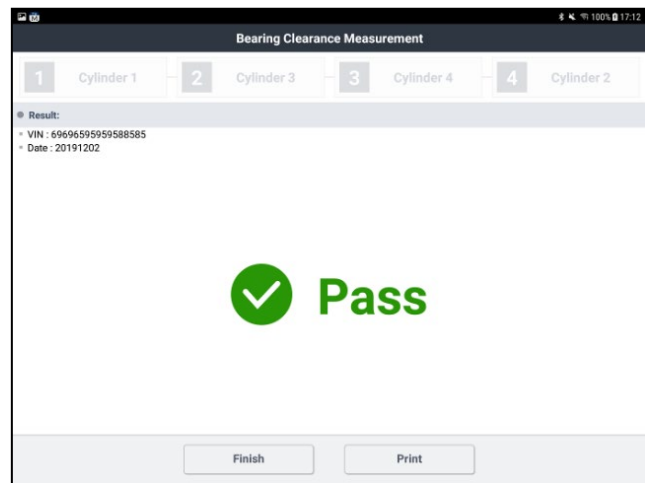 100% 17:12
Bearing Clearance Measurement
1 Cylinder 1 2 Cylinder 3 3 Cylinder 4 4 Cylinder 2
Result:
VIN : 69696595959588585
Date : 20191202
Pass
Finish Print